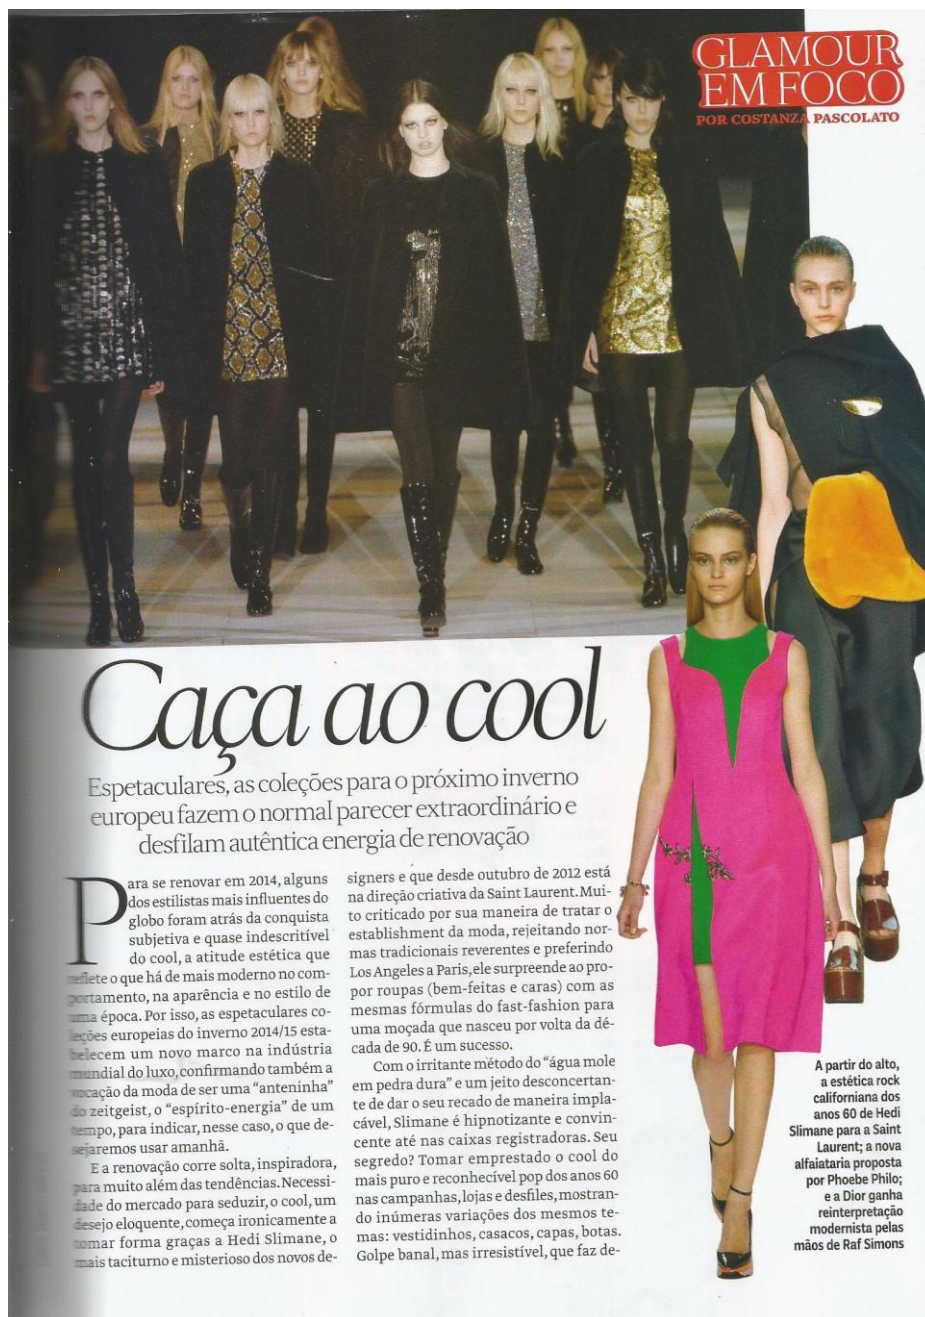 GLAMOUR
EM FOCO
POR COSTANZA PASCOLATO
Caça ao cool
Espetaculares, as coleções para o próximo inverno
europeu fazem o normal parecer extraordinário e
desfilam autêntica energia de renovação
Para se renovar em 2014, alguns
dos estilistas mais influentes do
globo foram atrás da conquista
subjetiva e quase indescritível
do cool, a atitude estética que
reflete o que há de mais moderno no com-
portamento, na aparência e no estilo de
uma época. Por isso, as espetaculares co-
leções europeias do inverno 2014/15 esta-
belecem um novo marco na indústria
mundial do luxo, confirmando também a
vocação da moda de ser uma “anteninha”
do zeitgeist, o “espírito-energia” de um
tempo, para indicar, nesse caso, o que de-
sejaremos usar amanhã.
E a renovação corre solta, inspiradora,
para muito além das tendências. Necessi-
dade do mercado para seduzir, o cool, um
desejo eloquente, começa ironicamente a
tomar forma graças a Hedi Slimane, o
mais taciturno e misterioso dos novos de-
signers e que desde outubro de 2012 está
na direção criativa da Saint Laurent. Mui-
to criticado por sua maneira de tratar o
establishment da moda, rejeitando nor-
mas tradicionais reverentes e preferindo
Los Angeles a Paris, ele surpreende ao pro-
por roupas (bem-feitas e caras) com as
mesmas fórmulas do fast-fashion para
uma moçada que nasceu por volta da dé-
cada de 90. É um sucesso.
Com o irritante método do “água mole
em pedra dura” e um jeito desconcertan-
te de dar o seu recado de maneira impla-
cável, Slimane é hipnotizante e convin-
cente até nas caixas registradoras. Seu
segredo? Tomar emprestado o cool do
mais puro e reconhecível pop dos anos 60
nas campanhas, lojas e desfiles, mostran-
do inúmeras variações dos mesmos te-
mas: vestidinhos, casacos, capas, botas.
Golpe banal, mas irresistível, que faz de-
A partir do alto,
a estética rock
californiana dos
anos 60 de Hedi
Slimane para a Saint
Laurent; a nova
alfaiataria proposta
por Phoebe Philo;
e a Dior ganha
reinterpretação
modernista pelas
mãos de Raf Simons